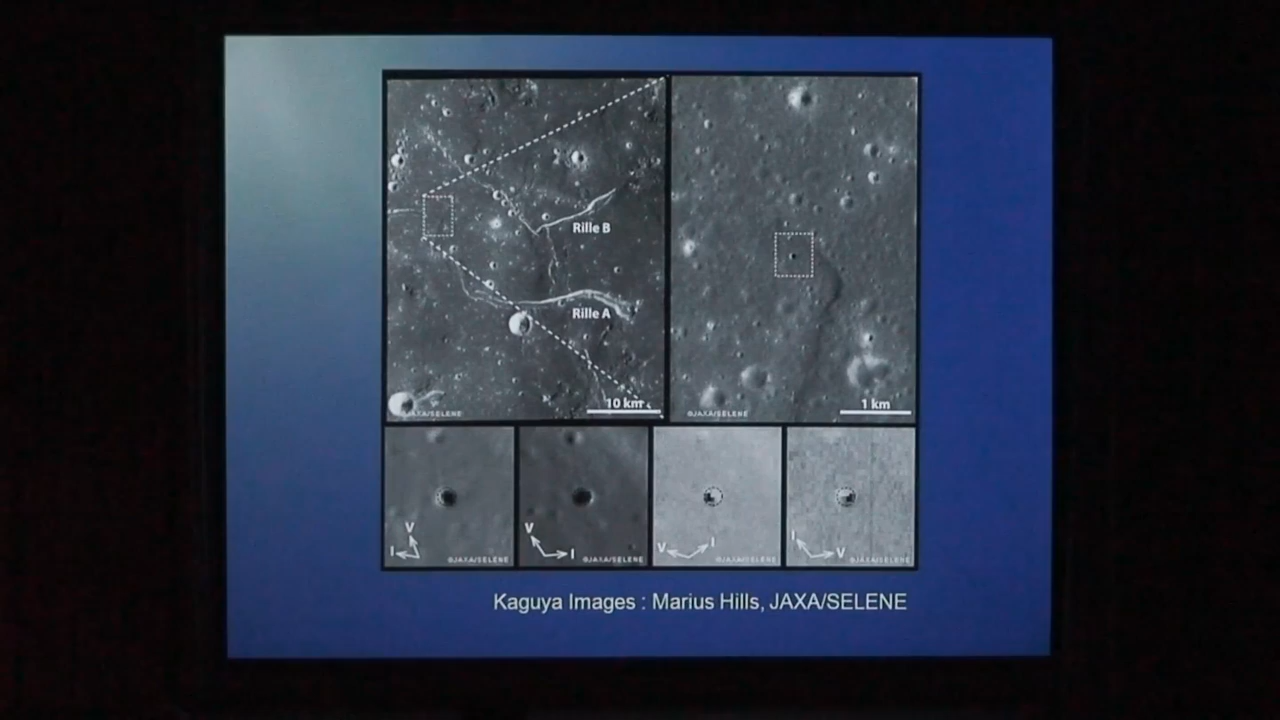 Rille B
Rille A
10 km
©JAXA/SELENE
1 km
©JAXA/SELENE
V
I
©JAXA/SELENE
V
I
©JAXA/SELENE
V
I
©JAXA/SELENE
I
V
©JAXA/SELENE
Kaguya Images : Marius Hills, JAXA/SELENE